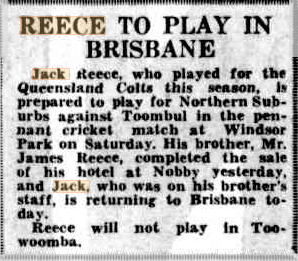 REECE TO PLAY IN
BRISBANE
Jack Reece, who played for the
Queensland Colts this season, is
prepared to play for Northern Sub-
urbs against Toombul in the pen-
nant cricket match at Windsor
Park on Saturday. His brother, Mr.
James Reece, completed the sale
of his hotel at Nobby yesterday,
and Jack, who was on his brother's
staff, is returning to Brisbane to-
day.
Reece will not play in Too-
woomba.